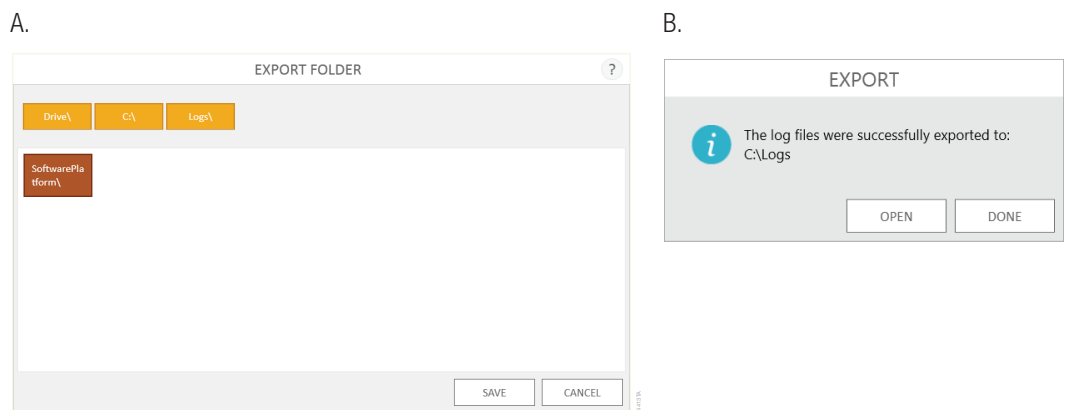 A.
EXPORT FOLDER
?
Drive\
C:\
Logs\
SoftwarePla
tform\
SAVE
CANCEL
B.
EXPORT
i
The log files were successfully exported to:
C:\Logs
OPEN
DONE